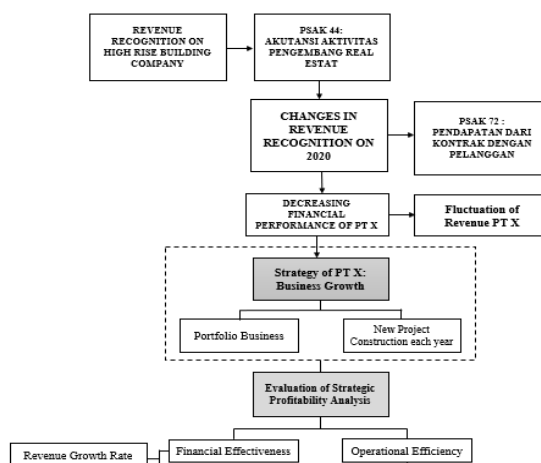 REVENUE
RECOGNITION ON
HIGH RISE BUILDING
COMPANY
PSAK 44:
AKUTANSI AKTIVITAS
PENGEMBANG REAL
ESTAT
CHANGES IN
REVENUE
RECOGNITION ON
2020
PSAK 72 :
PENDAPATAN DARI
KONTRAK DENGAN
PELANGGAN
DECREASING
FINANCIAL
PERFORMANCE OF PT X
Fluctuation of
Revenue PT X
Strategy of PT X:
Business Growth
Portfolio Business
New Project
Construction each year
Evaluation of Strategic
Profitability Analysis
Revenue Growth Rate
Financial Effectiveness
Operational Efficiency